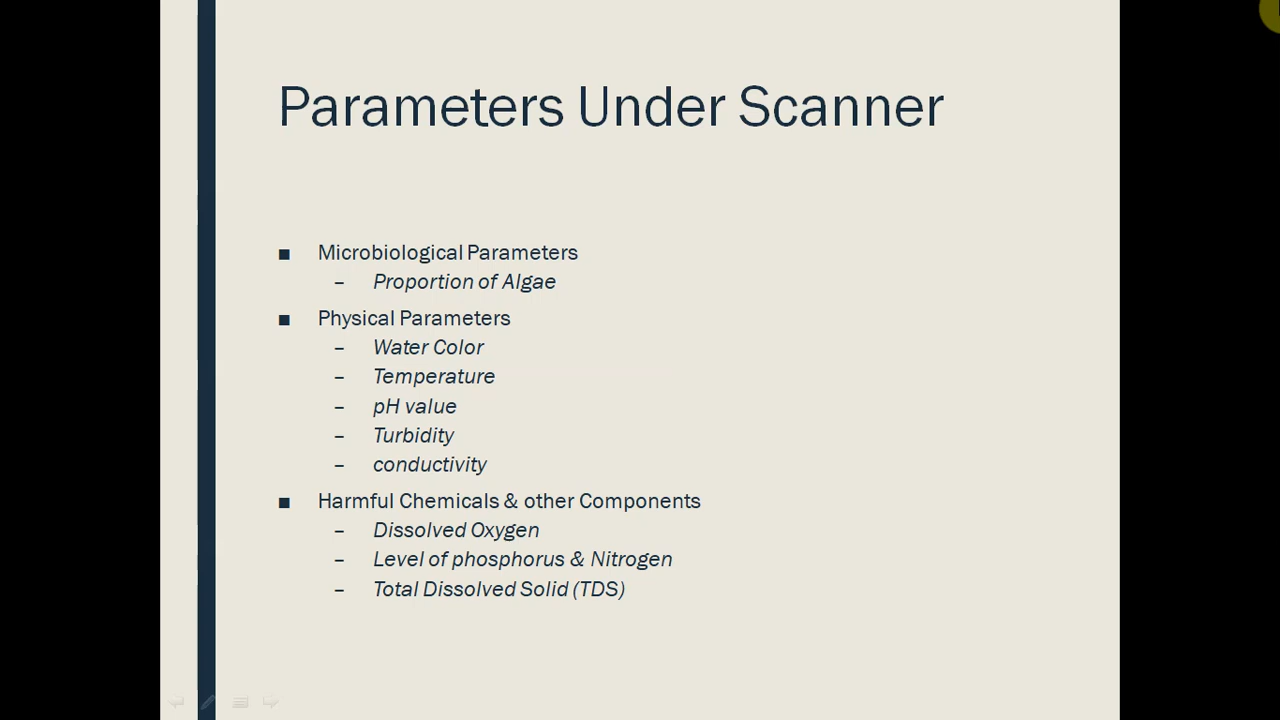 Parameters Under Scanner
■ Microbiological Parameters
– Proportion of Algae
■ Physical Parameters
– Water Color
– Temperature
– pH value
– Turbidity
– conductivity
■ Harmful Chemicals & other Components
– Dissolved Oxygen
– Level of phosphorus & Nitrogen
– Total Dissolved Solid (TDS)